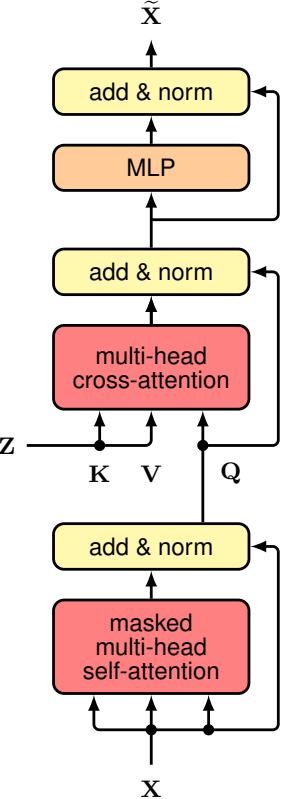 X̃
add & norm
MLP
add & norm
multi-head
cross-attention
Z
K V Q
add & norm
masked
multi-head
self-attention
X